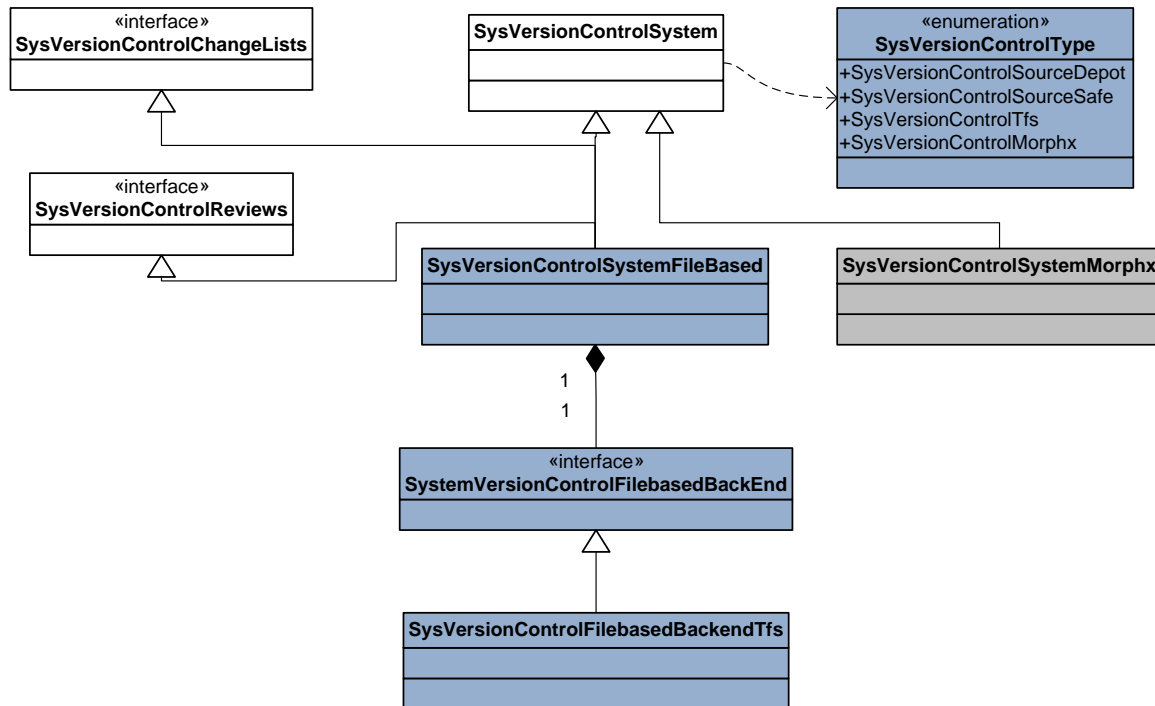 «interface»
SysVersionControlChangeLists
SysVersionControlSystem
«enumeration»
SysVersionControlType
+SysVersionControlSourceDepot
+SysVersionControlSourceSafe
+SysVersionControlTfs
+SysVersionControlMorphx
«interface»
SysVersionControlReviews
SysVersionControlSystemFileBased
SysVersionControlSystemMorphx
1
1
«interface»
SystemVersionControlFilebasedBackEnd
SysVersionControlFilebasedBackendTfs